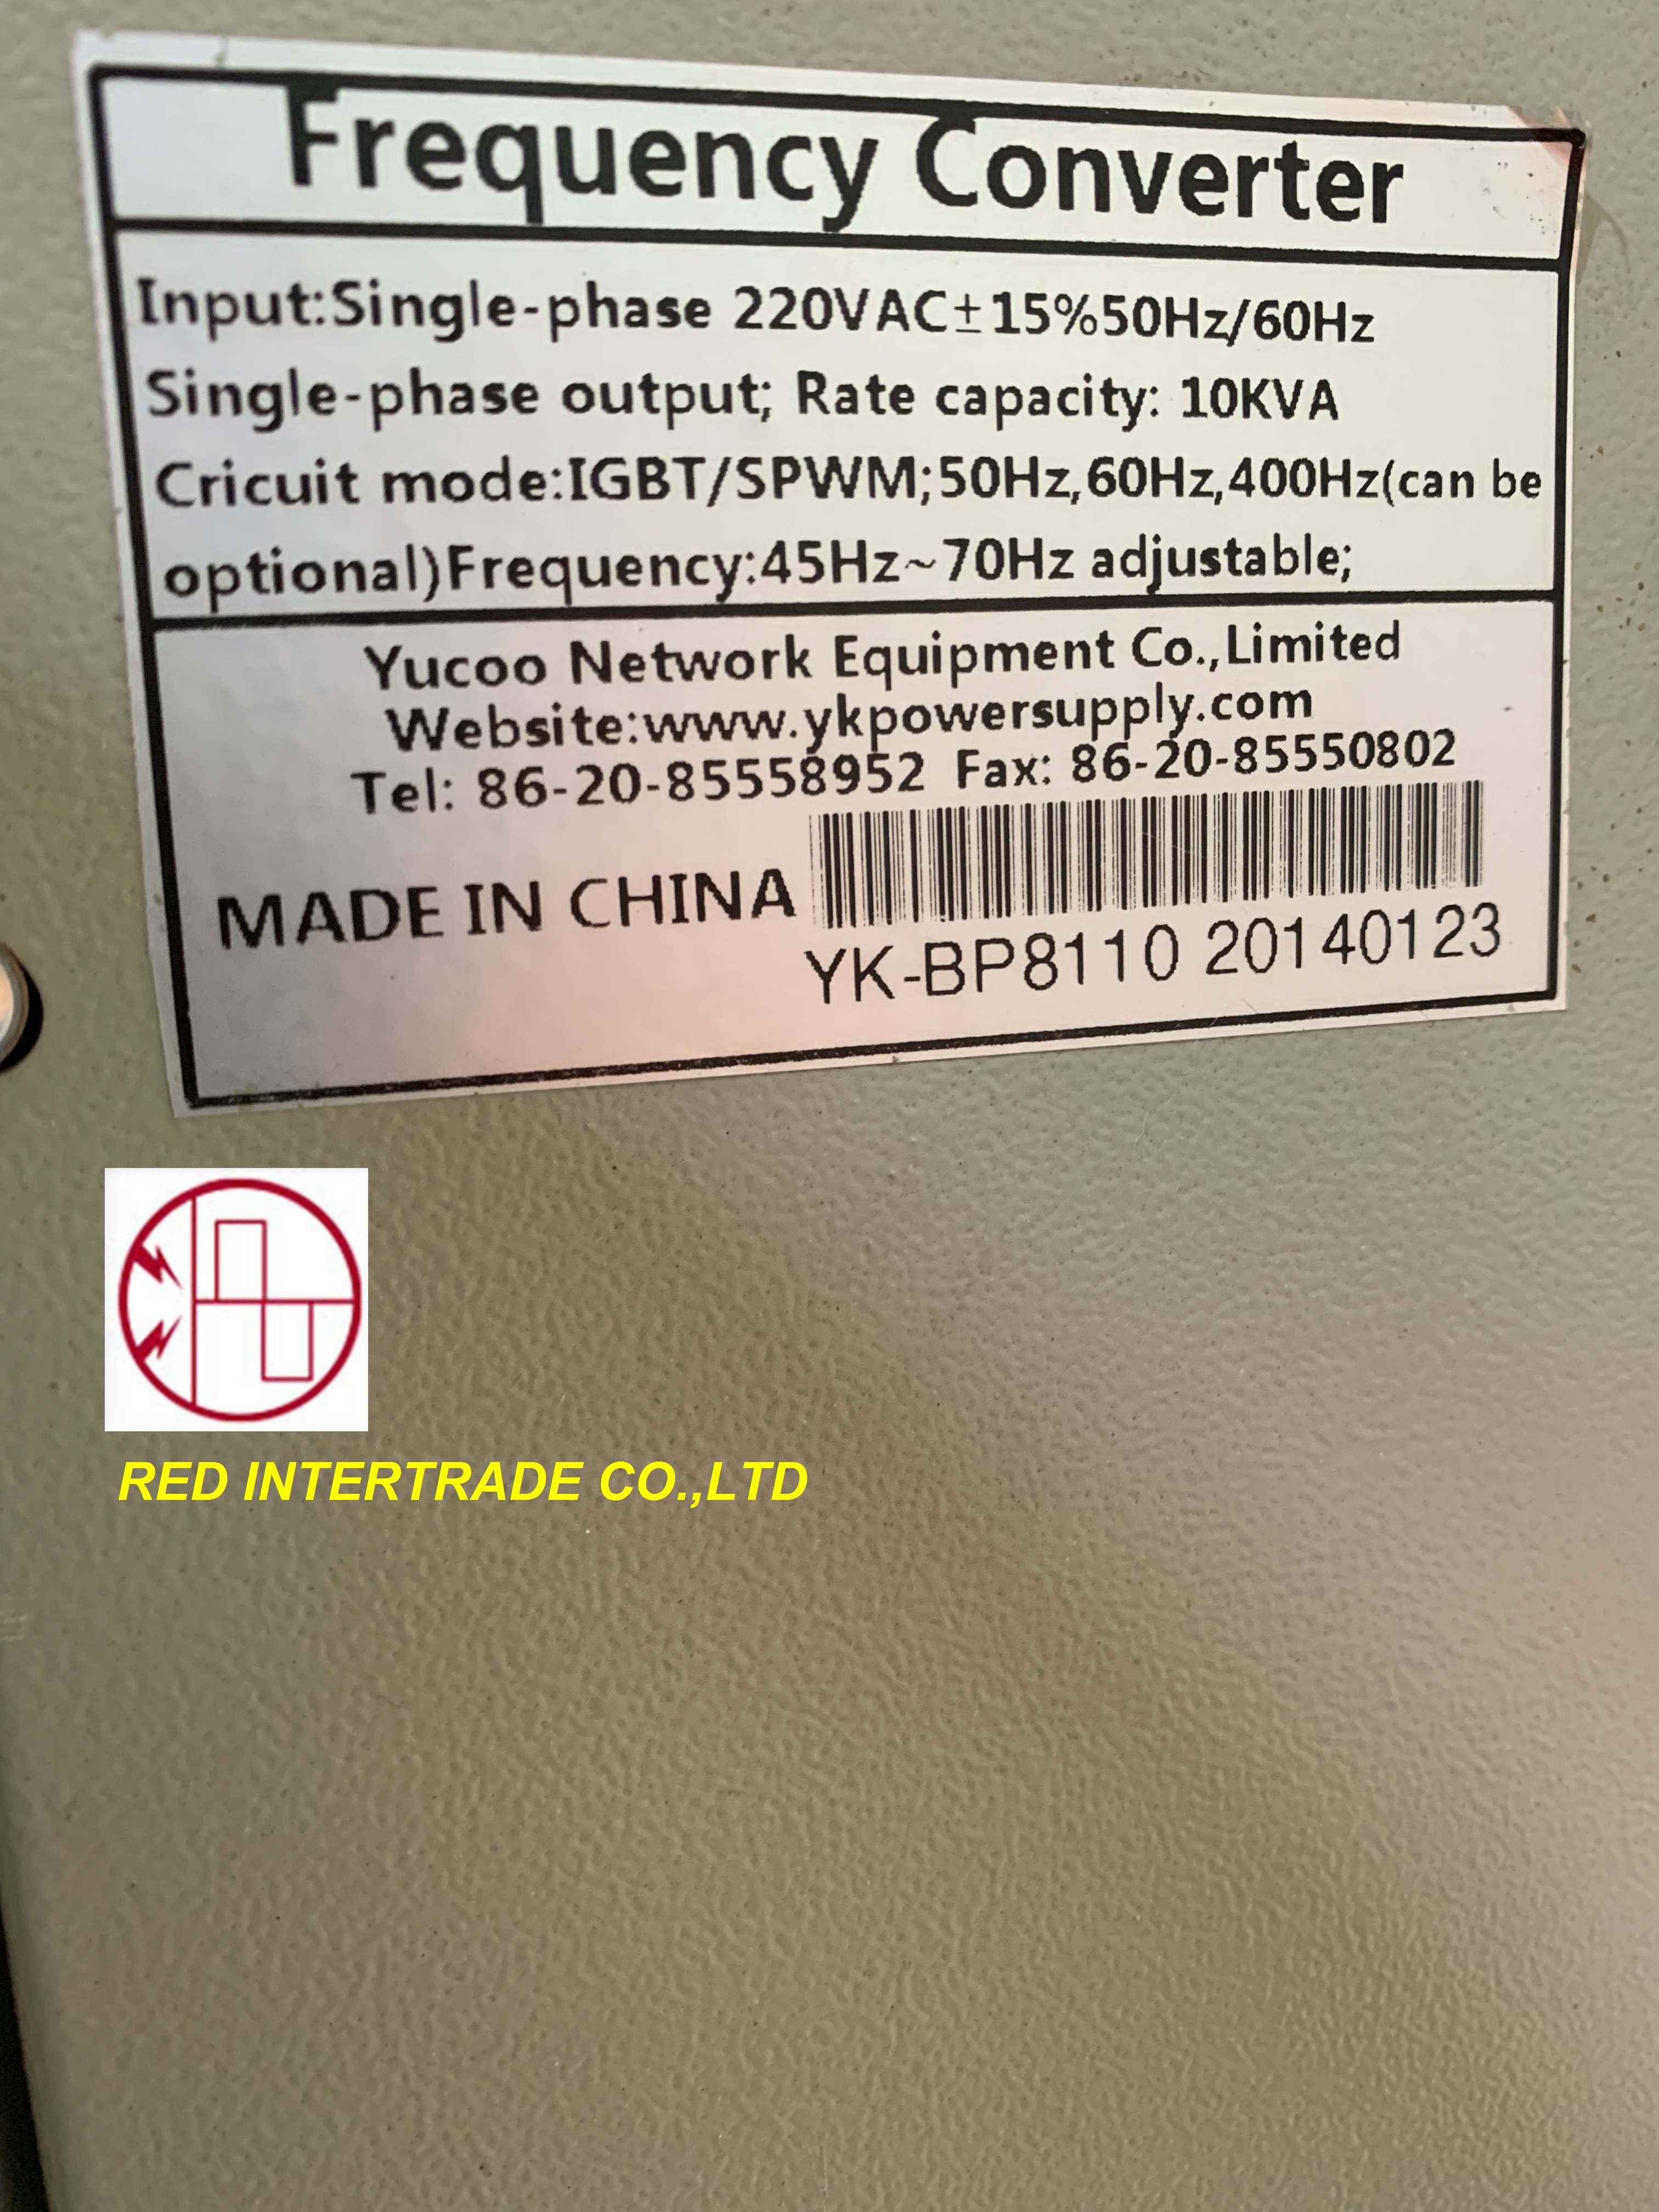 Frequency Converter
Input:Single-phase 220VAC±15%50Hz/60Hz
Single-phase output; Rate capacity: 10KVA
Cricuit mode:IGBT/SPWM;50Hz,60Hz,400Hz(can be
optional)Frequency:45Hz~70Hz adjustable;
Yucoo Network Equipment Co.,Limited
Website:www.ykpowersupply.com
Tel: 86-20-85558952 Fax: 86-20-85550802
MADE IN CHINA
YK-BP8110 20140123
RED INTERTRADE CO.,LTD